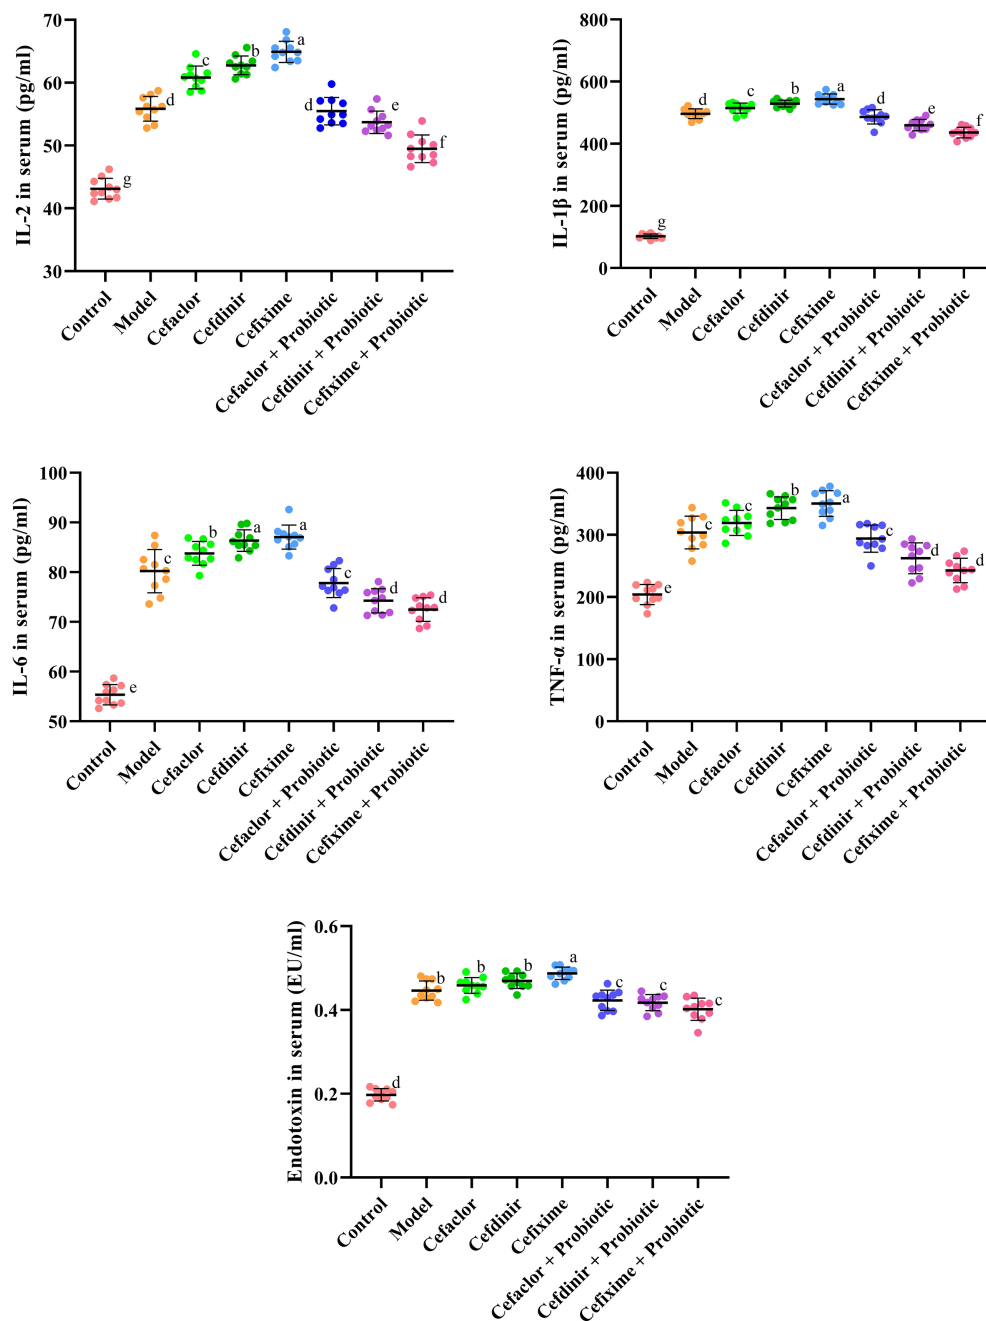 IL-2 in serum (pg/ml)
70
60
50
40
30
g
d
c
b
a
d
e
f
Control
Model
Cefaclor
Cefdinir
Cefixime
Cefaclor + Probiotic
Cefdinir + Probiotic
Cefixime + Probiotic
IL-1β in serum (pg/ml)
800
600
400
200
0
g
d
c
b
a
d
e
f
Control
Model
Cefaclor
Cefdinir
Cefixime
Cefaclor + Probiotic
Cefdinir + Probiotic
Cefixime + Probiotic
IL-6 in serum (pg/ml)
100
90
80
70
60
50
e
c
b
a
a
c
d
d
Control
Model
Cefaclor
Cefdinir
Cefixime
Cefaclor + Probiotic
Cefdinir + Probiotic
Cefixime + Probiotic
TNF-α in serum (pg/ml)
400
300
200
100
0
e
c
c
b
a
c
d
d
Control
Model
Cefaclor
Cefdinir
Cefixime
Cefaclor + Probiotic
Cefdinir + Probiotic
Cefixime + Probiotic
Endotoxin in serum (EU/ml)
0.6
0.4
0.2
0.0
d
b
b
b
a
c
c
c
Control
Model
Cefaclor
Cefdinir
Cefixime
Cefaclor + Probiotic
Cefdinir + Probiotic
Cefixime + Probiotic